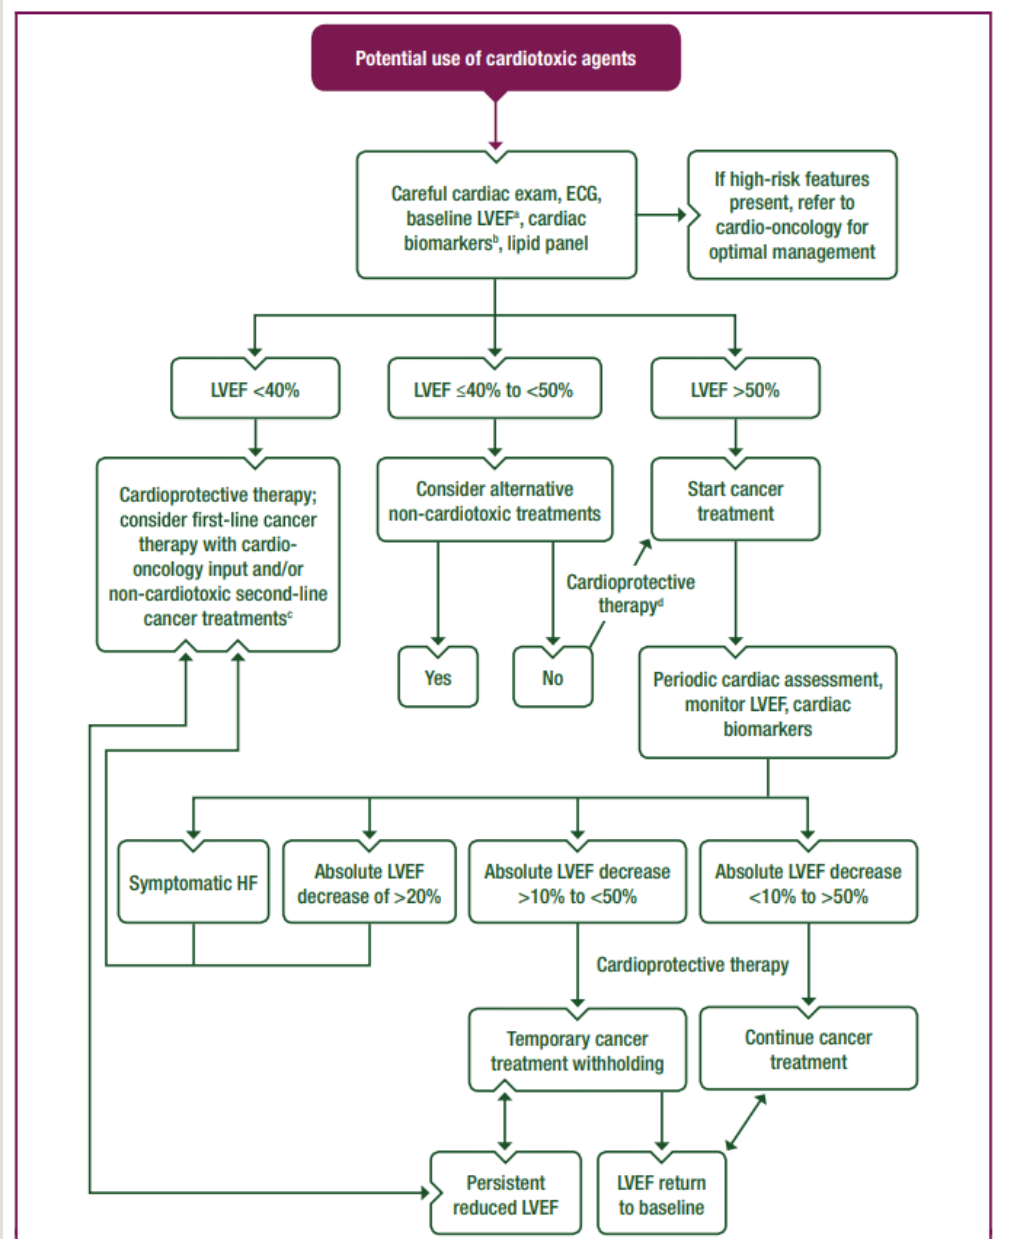 Potential use of cardiotoxic agents
Careful cardiac exam, ECG,
baseline LVEFᵃ, cardiac
biomarkersᵇ, lipid panel
If high-risk features
present, refer to
cardio-oncology for
optimal management
LVEF <40%
LVEF ≤40% to <50%
LVEF >50%
Cardioprotective therapy;
consider first-line cancer
therapy with cardio-
oncology input and/or
non-cardiotoxic second-line
cancer treatmentsᶜ
Consider alternative
non-cardiotoxic treatments
Start cancer
treatment
Cardioprotective
therapyᵈ
Yes
No
Periodic cardiac assessment,
monitor LVEF, cardiac
biomarkers
Symptomatic HF
Absolute LVEF
decrease of >20%
Absolute LVEF decrease
>10% to <50%
Absolute LVEF decrease
<10% to >50%
Cardioprotective therapy
Temporary cancer
treatment withholding
Continue cancer
treatment
Persistent
reduced LVEF
LVEF return
to baseline